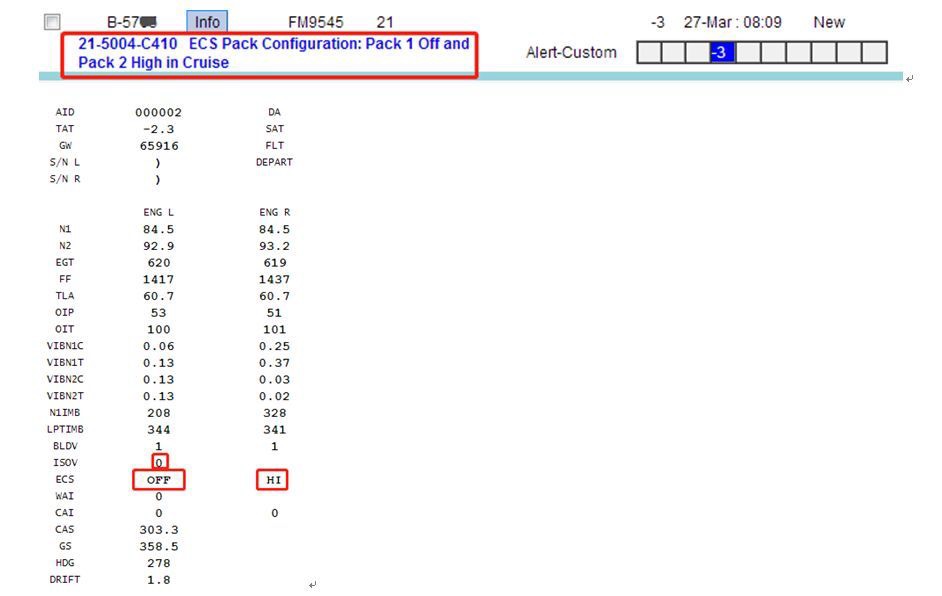 Info FM9545 21 -3 27-Mar : 08:09 New
21-5004-C410 ECS Pack Configuration: Pack 1 Off and
Pack 2 High in Cruise
Alert-Custom -3
AID 000002 DA
TAT -2.3 SAT
GW 65916 FLT
S/N L ) DEPART
S/N R )
ENG L ENG R
N1 84.5 84.5
N2 92.9 93.2
EGT 620 619
FF 1417 1437
TLA 60.7 60.7
OIP 53 51
OIT 100 101
VIBN1C 0.06 0.25
VIBN1T 0.13 0.37
VIBN2C 0.13 0.03
VIBN2T 0.13 0.02
N1IMB 208 328
LPTIMB 344 341
BLDV 1 1
ISOV 0
ECS OFF HI
WAI 0
CAI 0 0
CAS 303.3
GS 358.5
HDG 278
DRIFT 1.8